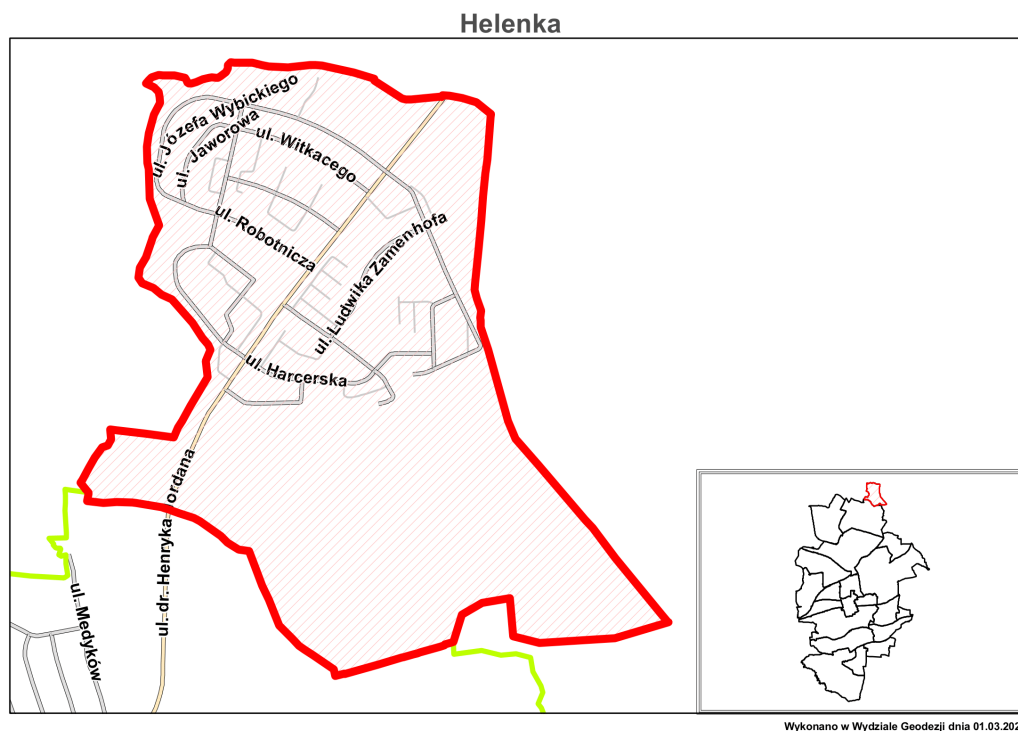 Helenka
ul. Józefa Wybickiego
ul. Jaworowa
ul. Witkacego
ul. Robotnicza
ul. Ludwika Zamenhofa
ul. Harcerska
ul. dr. Henryka ordana
ul. Medyków
Wykonano w Wydziale Geodezji dnia 01.03.202